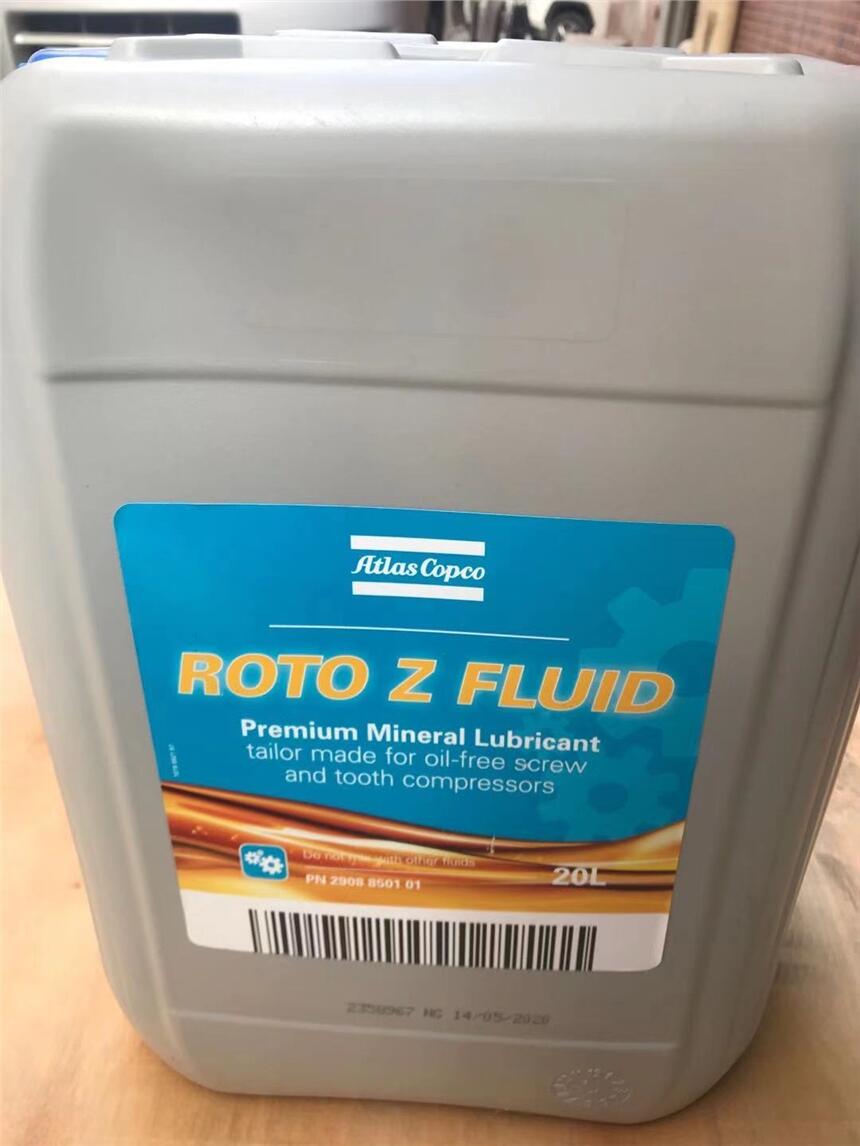 Atlas Copco
ROTO Z FLUID
Premium Mineral Lubricant
tailor made for oil-free screw
and tooth compressors
Do not mix with other fluids
PN 2908 8501 01
20L
2350967 NG 14/05/2020